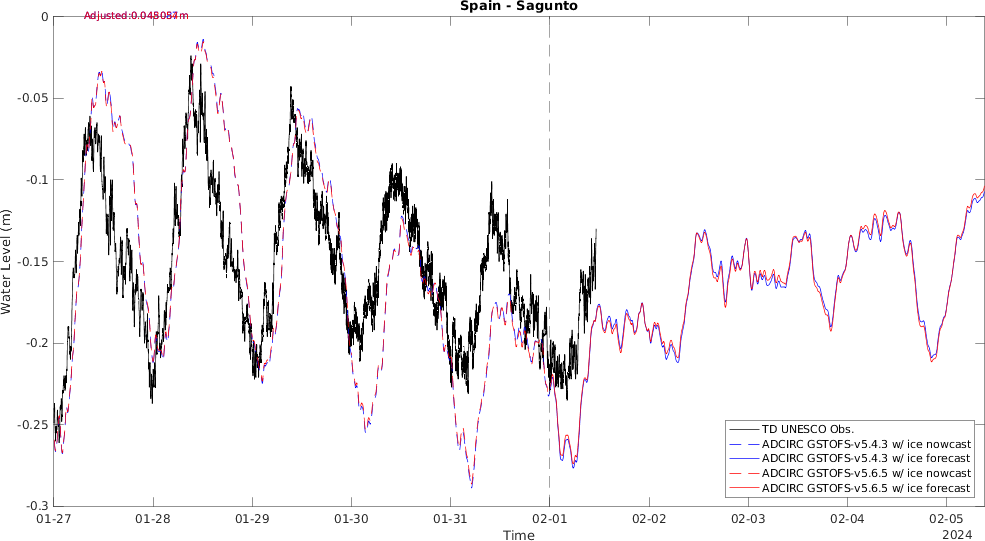 Spain - Sagunto
Adjusted:0.0
0
-0.05
-0.1
-0.15
-0.2
-0.25
-0.3
Water Level (m)
01-27
01-28
01-29
01-30
01-31
02-01
02-02
02-03
02-04
02-05
2024
Time
TD UNESCO Obs.
ADCIRC GSTOFS-v5.4.3 w/ ice nowcast
ADCIRC GSTOFS-v5.4.3 w/ ice forecast
ADCIRC GSTOFS-v5.6.5 w/ ice nowcast
ADCIRC GSTOFS-v5.6.5 w/ ice forecast